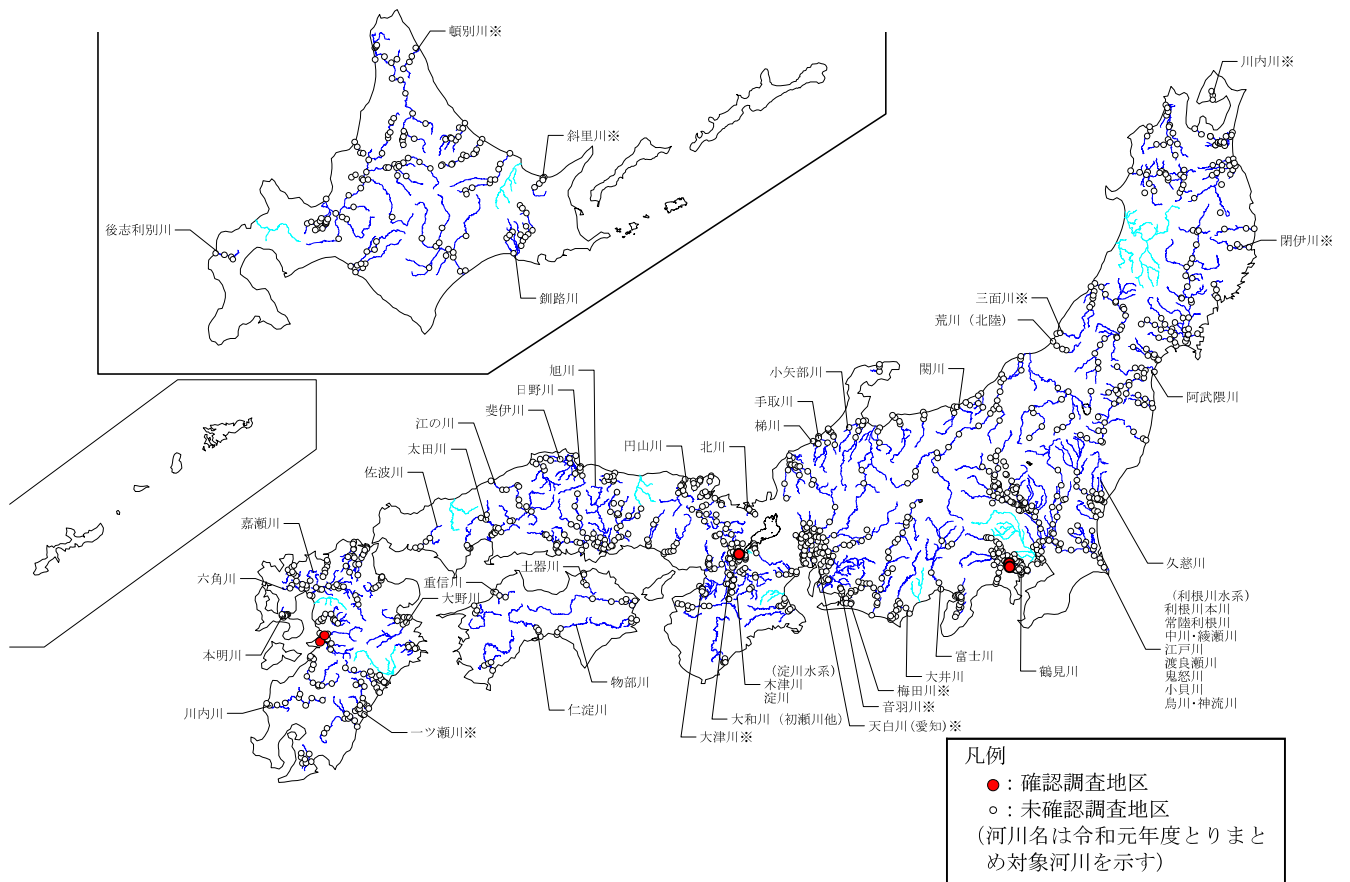 頓別川※
斜里川※
後志利別川
釧路川
川内川※
閉伊川※
三面川※
荒川（北陸）
阿武隈川
旭川
日野川
斐伊川
江の川
太田川
佐波川
小矢部川
関川
手取川
梯川
円山川
北川
嘉瀬川
六角川
本明川
川内川
土器川
重信川
大野川
一ツ瀬川※
物部川
仁淀川
（淀川水系）
木津川
淀川
大和川（初瀬川他）
大津川※
富士川
大井川
梅田川※
音羽川※
天白川(愛知)※
鶴見川
久慈川
（利根川水系）
利根川本川
常陸利根川
中川・綾瀬川
江戸川
渡良瀬川
鬼怒川
小貝川
烏川・神流川
凡例
●：確認調査地区
○：未確認調査地区
（河川名は令和元年度とりまと
め対象河川を示す）